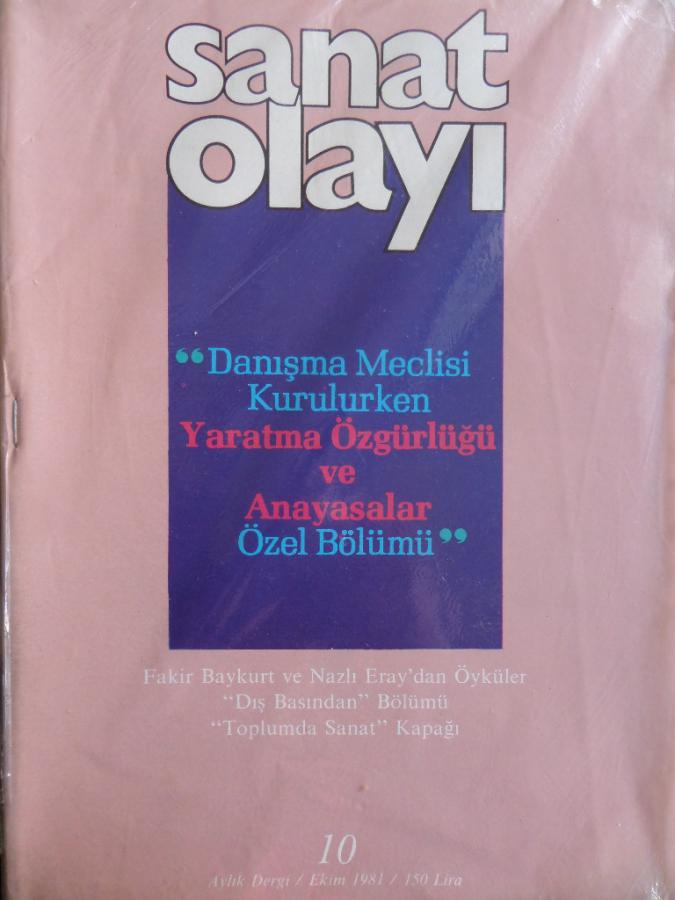 sanat
olayı
“Danışma Meclisi
Kurulurken
Yaratma Özgürlüğü
ve
Anayasalar
Özel Bölümü”
Fakir Baykurt ve Nazlı Eray’dan Öyküler
“Dış Basından” Bölümü
“Toplumda Sanat” Kapağı
10
Aylık Dergi / Ekim 1981 / 150 Lira